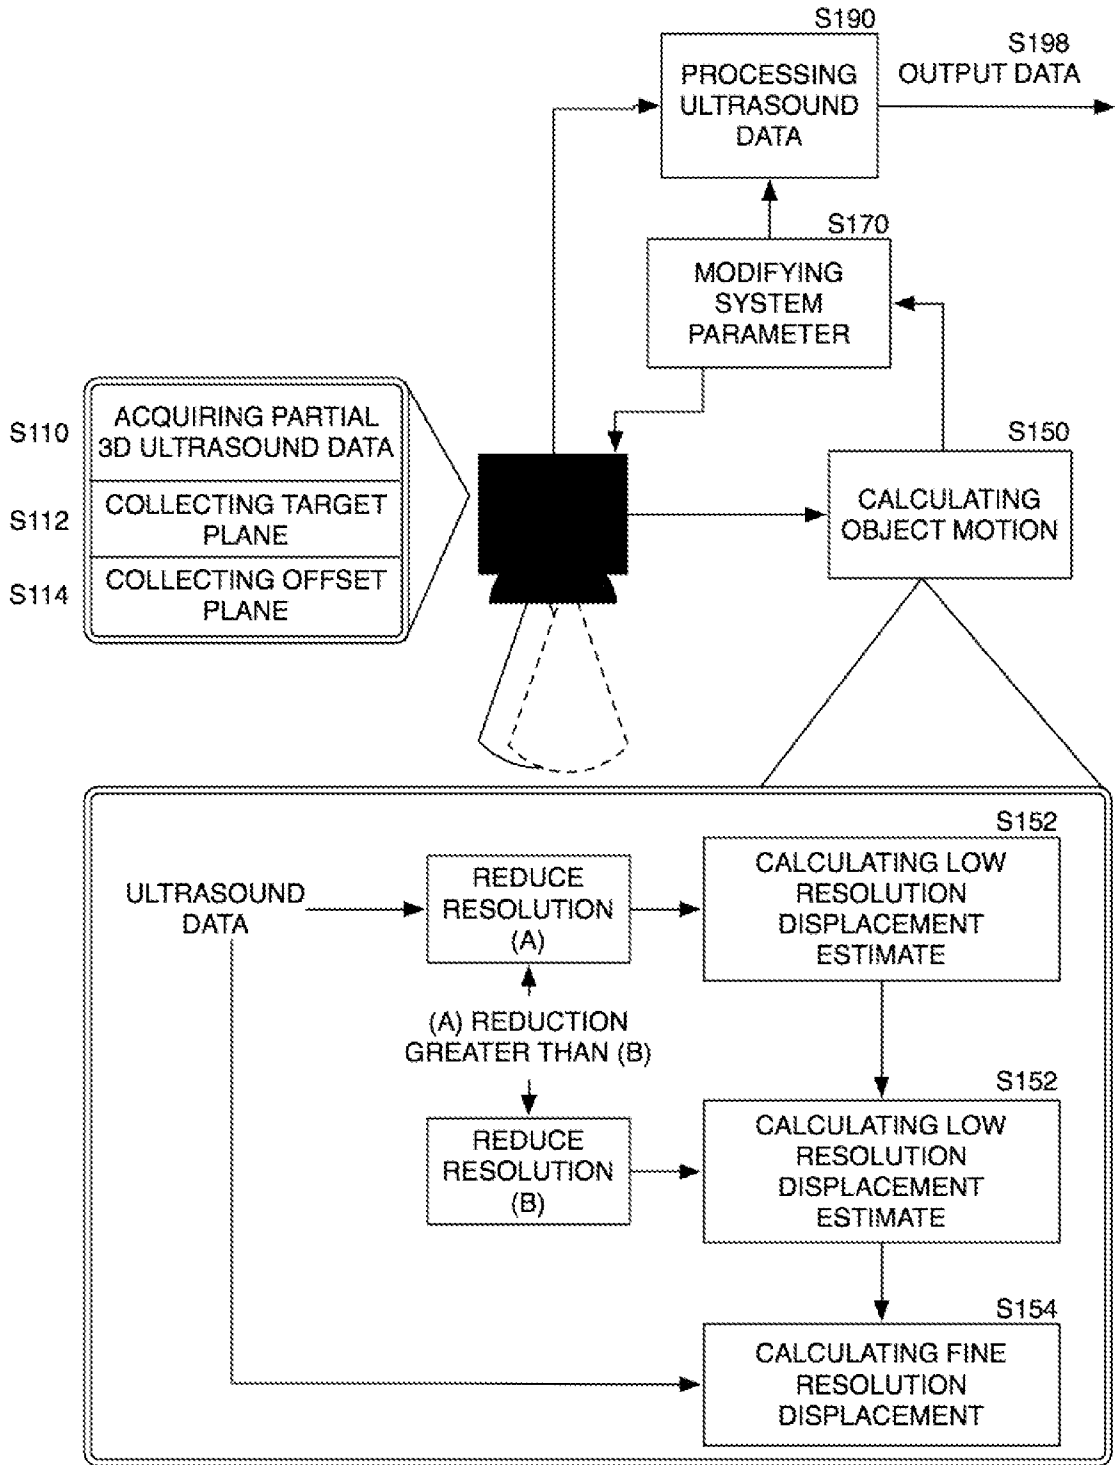 S190
PROCESSING
ULTRASOUND
DATA
S198
OUTPUT DATA
S170
MODIFYING
SYSTEM
PARAMETER
S110
ACQUIRING PARTIAL
3D ULTRASOUND DATA
S112
COLLECTING TARGET
PLANE
S114
COLLECTING OFFSET
PLANE
S150
CALCULATING
OBJECT MOTION
ULTRASOUND
DATA
REDUCE
RESOLUTION
(A)
S152
CALCULATING LOW
RESOLUTION
DISPLACEMENT
ESTIMATE
(A) REDUCTION
GREATER THAN (B)
REDUCE
RESOLUTION
(B)
S152
CALCULATING LOW
RESOLUTION
DISPLACEMENT
ESTIMATE
S154
CALCULATING FINE
RESOLUTION
DISPLACEMENT